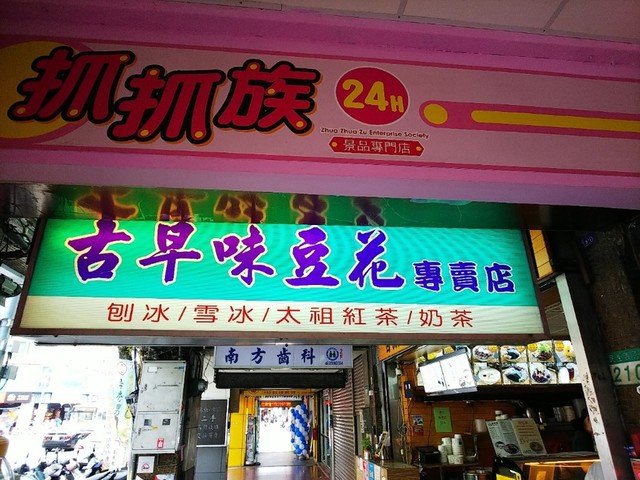 抓抓族 24H
Zhua Zhua Zu Enterprise Society
景品專門店
古早味豆花 專賣店
刨冰/雪冰/太祖紅茶/奶茶
南方齒科
210